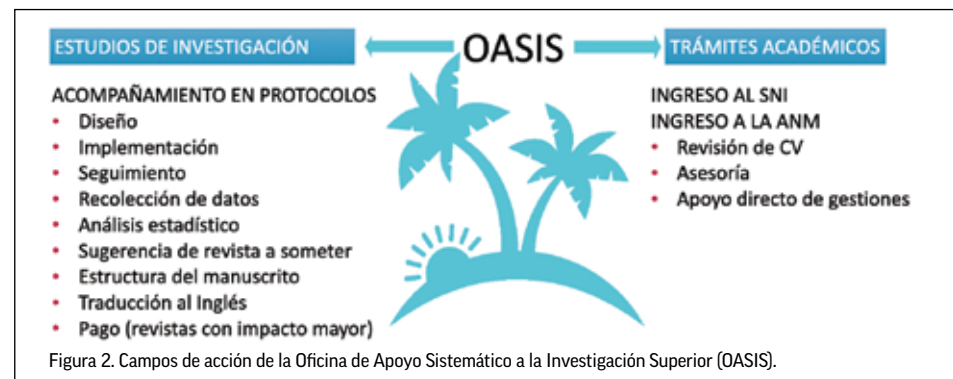 ESTUDIOS DE INVESTIGACIÓN
OASIS
TRÁMITES ACADÉMICOS
ACOMPAÑAMIENTO EN PROTOCOLOS
• Diseño
• Implementación
• Seguimiento
• Recolección de datos
• Análisis estadístico
• Sugerencia de revista a someter
• Estructura del manuscrito
• Traducción al Inglés
• Pago (revistas con impacto mayor)
INGRESO AL SNI
INGRESO A LA ANM
• Revisión de CV
• Asesoría
• Apoyo directo de gestiones
Figura 2. Campos de acción de la Oficina de Apoyo Sistemático a la Investigación Superior (OASIS).